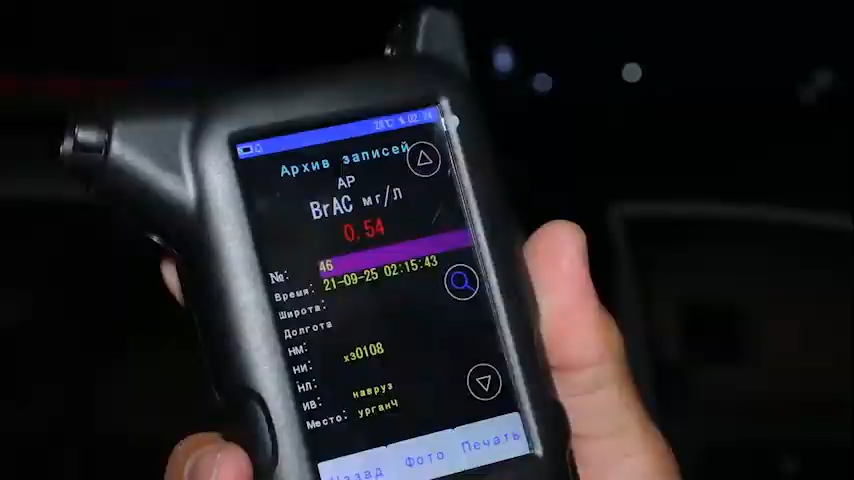 28℃ 02 24
Архив записей
АР
BrAC мг/л
0.54
№: 46
Время: 21-09-25 02:15:43
Широта:
Долгота
НМ:
НИ: хз0108
НЛ:
ИВ: навруз
Место: урганч
Назад Фото Печать